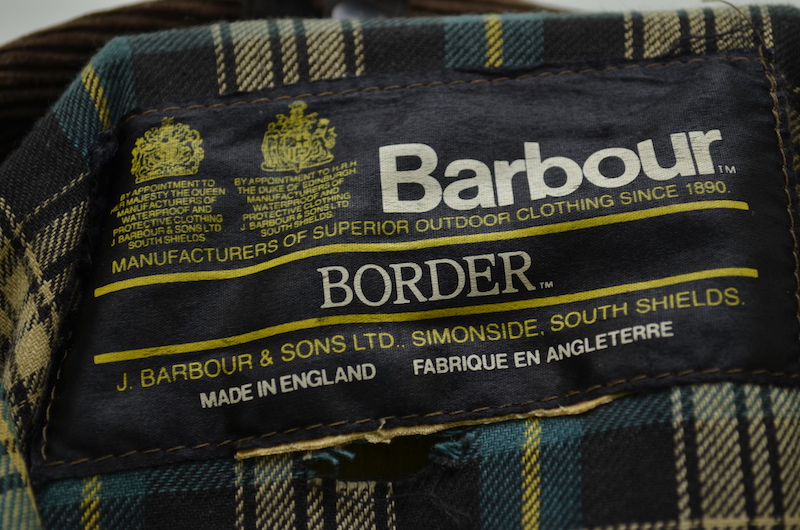 BY APPOINTMENT TO
HER MAJESTY THE QUEEN
MANUFACTURERS OF
WATERPROOF AND
PROTECTIVE CLOTHING
J BARBOUR & SONS LTD
SOUTH SHIELDS.
BY APPOINTMENT TO H.R.H.
THE DUKE OF EDINBURGH
MANUFACTURERS OF
WATERPROOF AND
PROTECTIVE CLOTHING
J. BARBOUR & SONS LTD
SOUTH SHIELDS.
Barbour™
MANUFACTURERS OF SUPERIOR OUTDOOR CLOTHING SINCE 1890.
BORDER™
J. BARBOUR & SONS LTD., SIMONSIDE, SOUTH SHIELDS.
MADE IN ENGLAND FABRIQUE EN ANGLETERRE